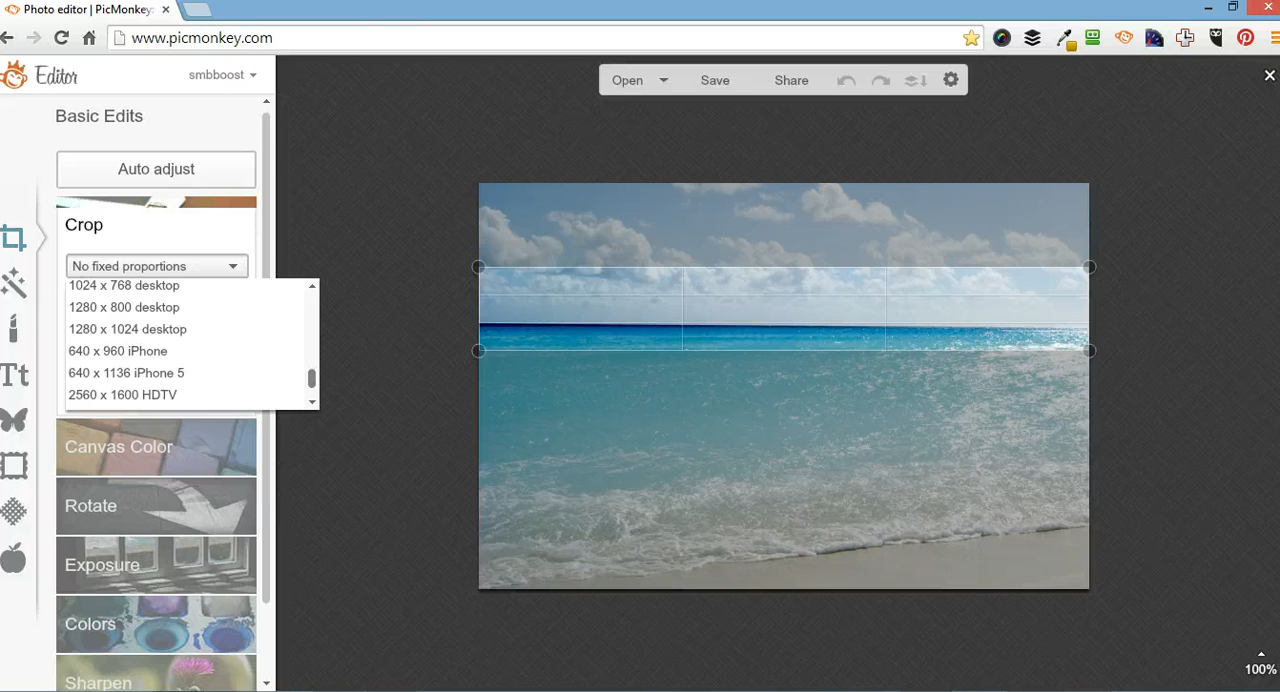 Photo editor | PicMonkey:
www.picmonkey.com
Editor
smbboost
Open
Save
Share
Basic Edits
Auto adjust
Crop
No fixed proportions
1024 x 768 desktop
1280 x 800 desktop
1280 x 1024 desktop
640 x 960 iPhone
640 x 1136 iPhone 5
2560 x 1600 HDTV
Tt
Canvas Color
Rotate
Exposure
Colors
Sharpen
100%